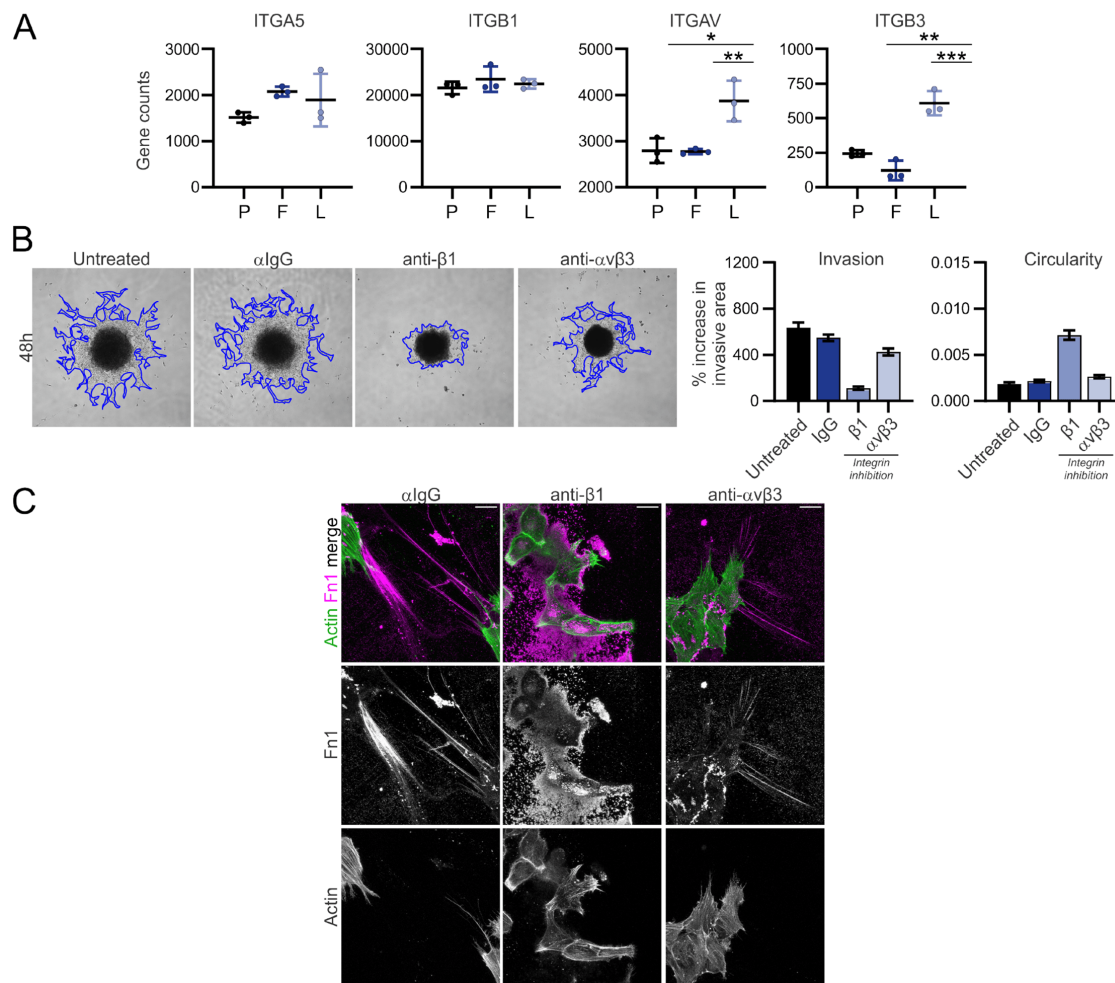 A
ITGA5 ITGB1 ITGAV ITGB3
* **
** ***
Gene counts
3000
2000
1000
0
P F L
30000
20000
10000
0
P F L
5000
4000
3000
2000
P F L
1000
750
500
250
0
P F L
B
Untreated αIgG anti-β1 anti-αvβ3
48h
Invasion
% increase in
invasive area
1200
800
400
0
Untreated IgG β1 αvβ3
Integrin
inhibition
Circularity
0.015
0.010
0.005
0.000
Untreated IgG β1 αvβ3
Integrin
inhibition
C
αIgG anti-β1 anti-αvβ3
Actin Fn1 merge
Fn1
Actin